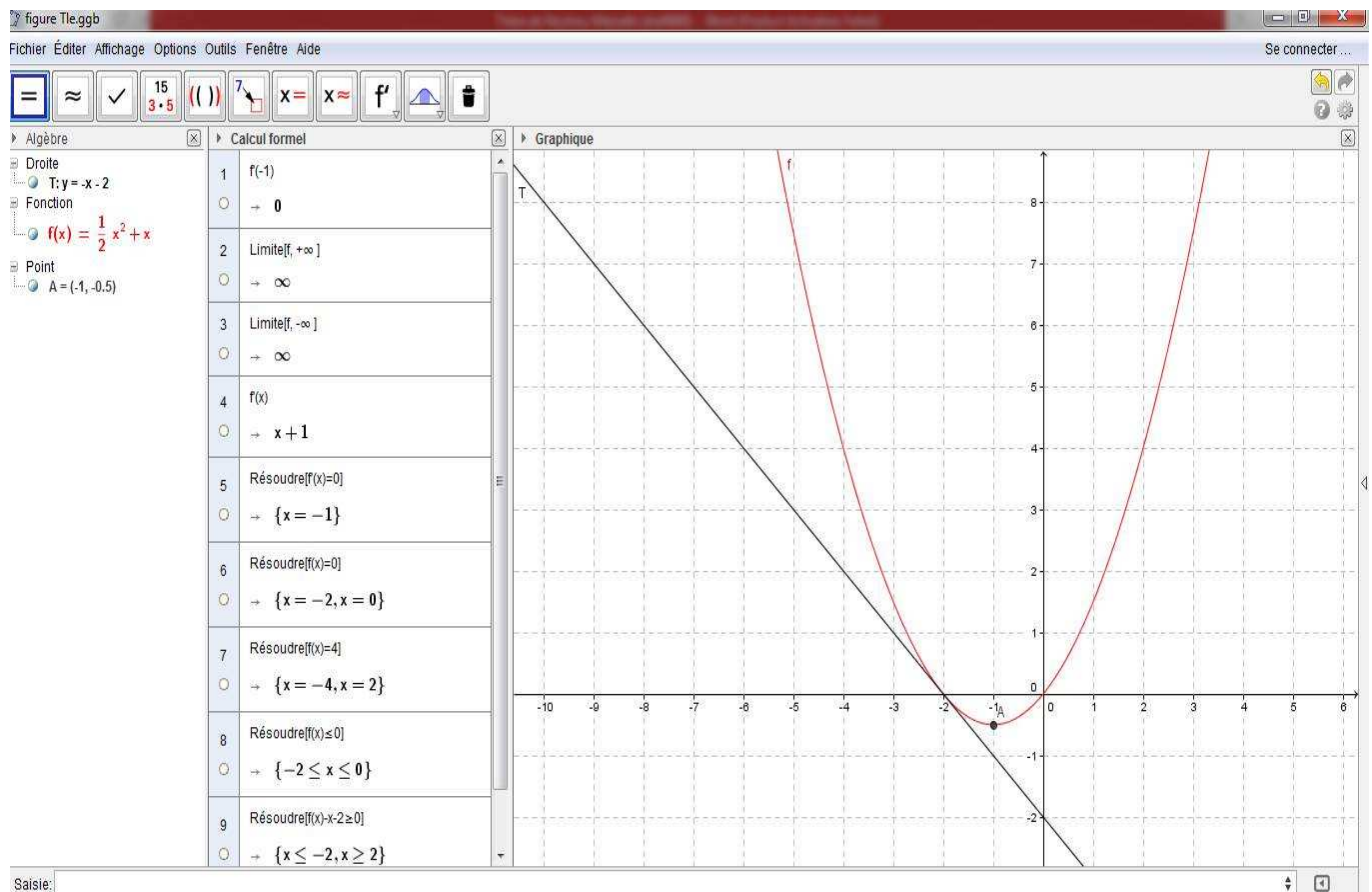 figure Tle.ggb
Fichier Éditer Affichage Options Outils Fenêtre Aide
Se connecter ...
= ≈ ✓ 15 3•5 (( )) 7 x= x≈ f'
Algèbre
Droite
T: y = -x - 2
Fonction
f(x) = 1/2 x² + x
Point
A = (-1, -0.5)
Calcul formel
1 f'(-1)
→ 0
2 Limite[f, +∞ ]
→ ∞
3 Limite[f, -∞ ]
→ ∞
4 f'(x)
→ x + 1
5 Résoudre[f'(x)=0]
→ {x = −1}
6 Résoudre[f(x)=0]
→ {x = −2, x = 0}
7 Résoudre[f(x)=4]
→ {x = −4, x = 2}
8 Résoudre[f(x)≤0]
→ {−2 ≤ x ≤ 0}
9 Résoudre[f(x)-x-2≥0]
→ {x ≤ −2, x ≥ 2}
Graphique
f
T
8
7
6
5
4
3
2
1
0
-10 -9 -8 -7 -6 -5 -4 -3 -2 -1 0 1 2 3 4 5 6
A
-1
-2
Saisie: